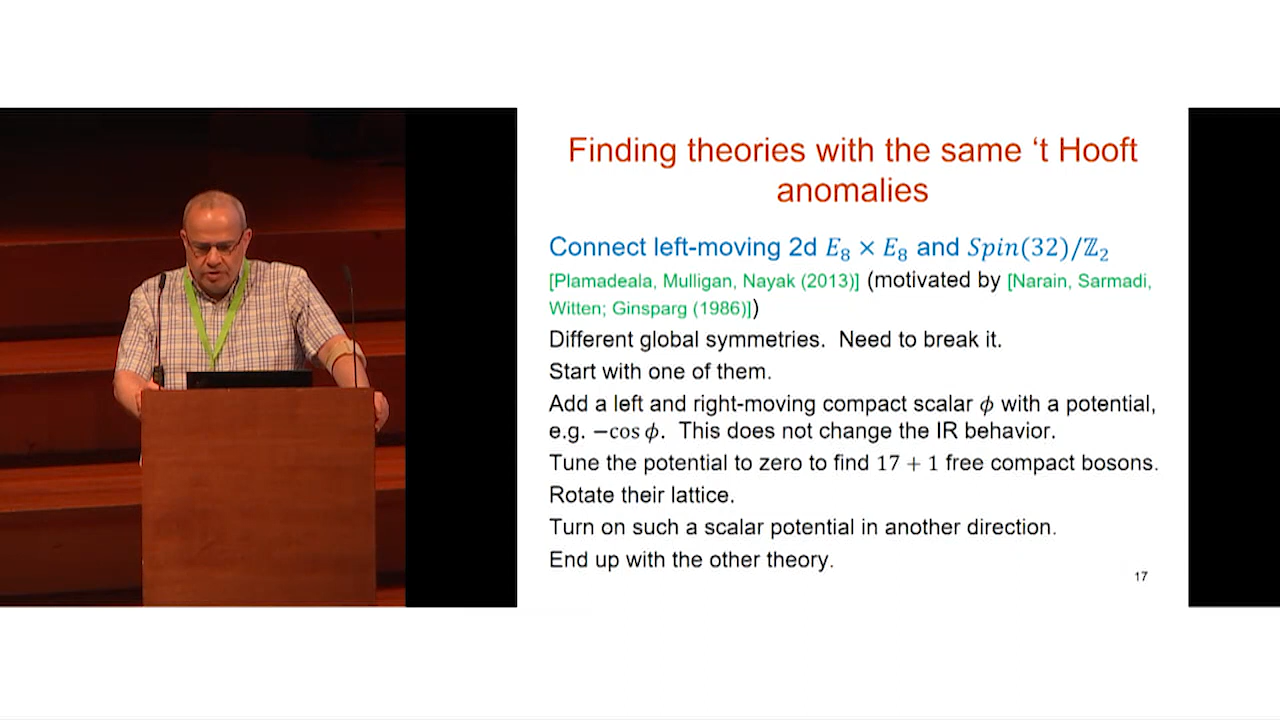 Finding theories with the same ‘t Hooft
anomalies
Connect left-moving 2d 𝐸₈ × 𝐸₈ and 𝑆𝑝𝑖𝑛(32)/ℤ₂
[Plamadeala, Mulligan, Nayak (2013)] (motivated by [Narain, Sarmadi,
Witten; Ginsparg (1986)])
Different global symmetries. Need to break it.
Start with one of them.
Add a left and right-moving compact scalar 𝜙 with a potential,
e.g. −cos 𝜙. This does not change the IR behavior.
Tune the potential to zero to find 17 + 1 free compact bosons.
Rotate their lattice.
Turn on such a scalar potential in another direction.
End up with the other theory.
17